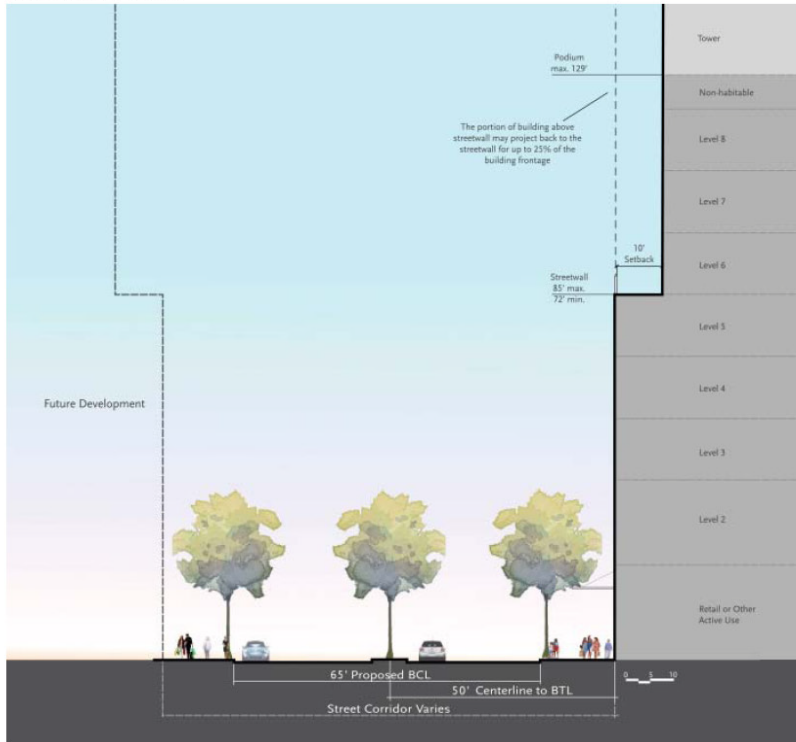 Tower
Podium
max. 129'
Non-habitable
The portion of building above
streetwall may project back to the
streetwall for up to 25% of the
building frontage
Level 8
Level 7
10'
Setback
Level 6
Streetwall
85' max.
72' min.
Level 5
Future Development
Level 4
Level 3
Level 2
Retail or Other
Active Use
65' Proposed BCL
0 5 10
50' Centerline to BTL
Street Corridor Varies